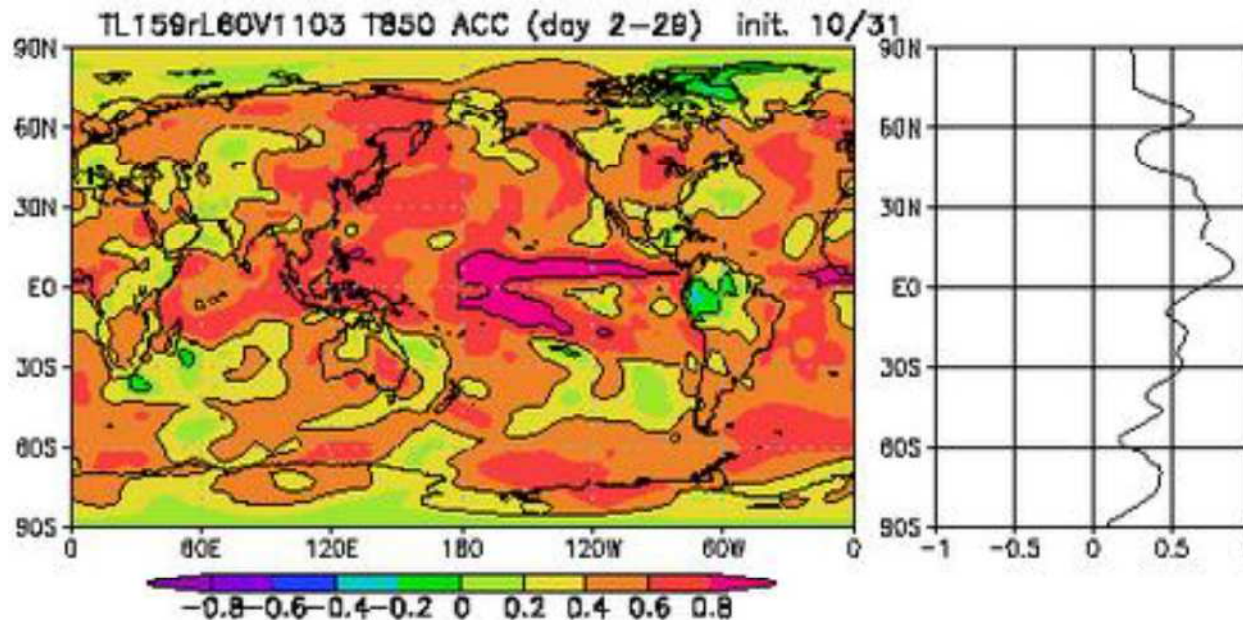 TL159rL60V1103 T850 ACC (day 2-28) init. 10/31
90N 90N
60N 60N
30N 30N
EQ EQ
30S 30S
60S 60S
90S 90S
0 60E 120E 180 120W 60W 0 -1 -0.5 0 0.5
-0.8 -0.6 -0.4 -0.2 0 0.2 0.4 0.6 0.8